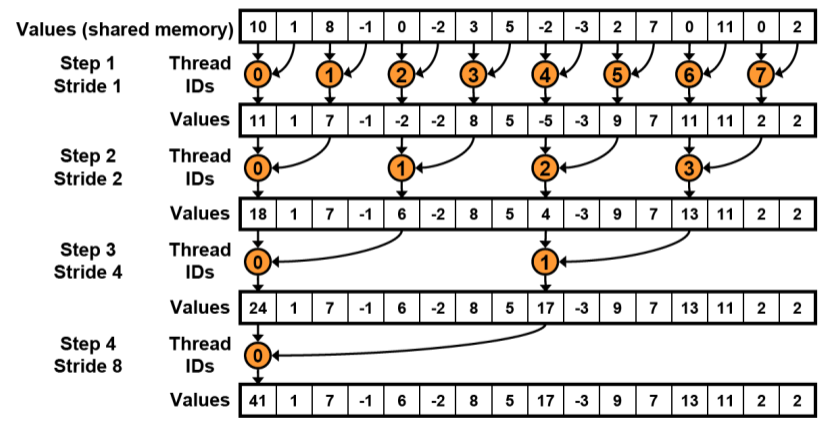 Values (shared memory) 10 1 8 -1 0 -2 3 5 -2 -3 2 7 0 11 0 2
Step 1 Thread 0 1 2 3 4 5 6 7
Stride 1 IDs
Values 11 1 7 -1 -2 -2 8 5 -5 -3 9 7 11 11 2 2
Step 2 Thread 0 1 2 3
Stride 2 IDs
Values 18 1 7 -1 6 -2 8 5 4 -3 9 7 13 11 2 2
Step 3 Thread 0 1
Stride 4 IDs
Values 24 1 7 -1 6 -2 8 5 17 -3 9 7 13 11 2 2
Step 4 Thread 0
Stride 8 IDs
Values 41 1 7 -1 6 -2 8 5 17 -3 9 7 13 11 2 2